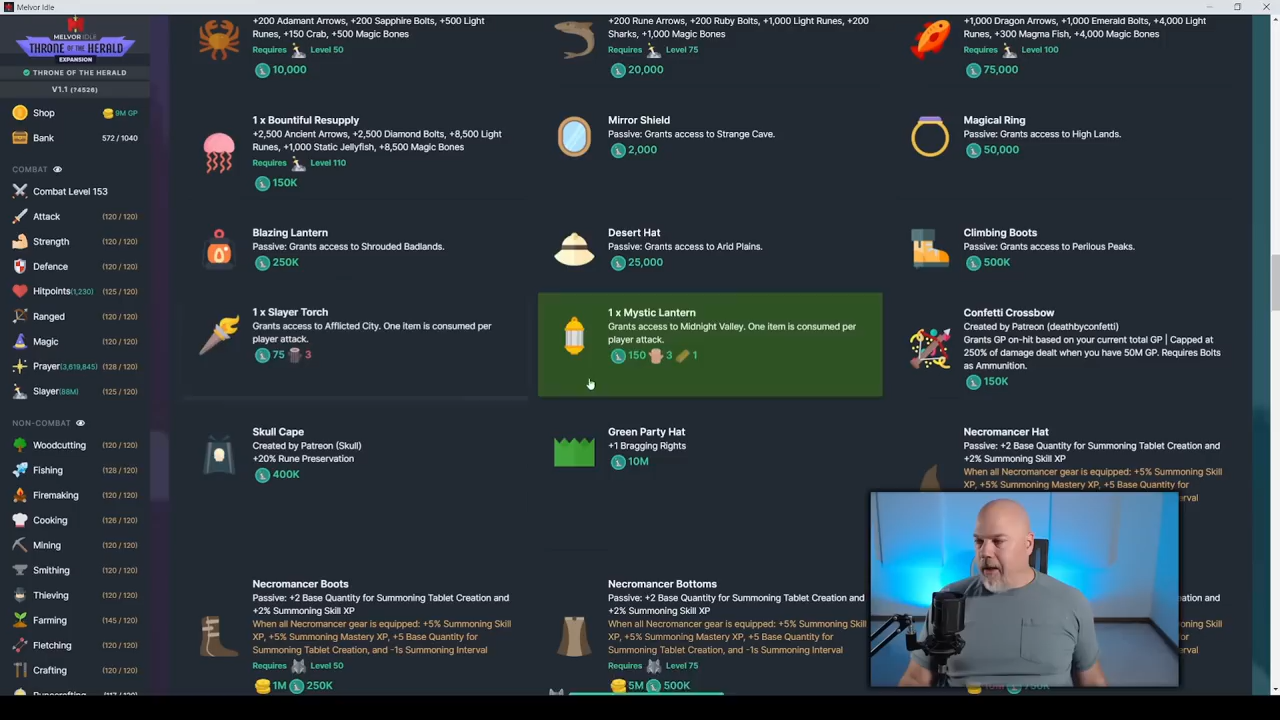 Melvor Idle
MELVOR IDLE
THRONE OF THE HERALD
EXPANSION
THRONE OF THE HERALD
V1.1 (?4526)
Shop 9M GP
Bank 572 / 1040
COMBAT
Combat Level 153
Attack (120 / 120)
Strength (120 / 120)
Defence (120 / 120)
Hitpoints(1,230) (125 / 120)
Ranged (120 / 120)
Magic (120 / 120)
Prayer(3,619,845) (128 / 120)
Slayer(88M) (125 / 120)
NON-COMBAT
Woodcutting (120 / 120)
Fishing (128 / 120)
Firemaking (120 / 120)
Cooking (126 / 120)
Mining (120 / 120)
Smithing (120 / 120)
Thieving (120 / 120)
Farming (145 / 120)
Fletching (120 / 120)
Crafting (120 / 120)
+200 Adamant Arrows, +200 Sapphire Bolts, +500 Light
Runes, +150 Crab, +500 Magic Bones
Requires Level 50
10,000
+200 Rune Arrows, +200 Ruby Bolts, +1,000 Light Runes, +200
Sharks, +1,000 Magic Bones
Requires Level 75
20,000
+1,000 Dragon Arrows, +1,000 Emerald Bolts, +4,000 Light
Runes, +300 Magma Fish, +4,000 Magic Bones
Requires Level 100
75,000
1 x Bountiful Resupply
+2,500 Ancient Arrows, +2,500 Diamond Bolts, +8,500 Light
Runes, +1,000 Static Jellyfish, +8,500 Magic Bones
Requires Level 110
150K
Mirror Shield
Passive: Grants access to Strange Cave.
2,000
Magical Ring
Passive: Grants access to High Lands.
50,000
Blazing Lantern
Passive: Grants access to Shrouded Badlands.
250K
Desert Hat
Passive: Grants access to Arid Plains.
25,000
Climbing Boots
Passive: Grants access to Perilous Peaks.
500K
1 x Slayer Torch
Grants access to Afflicted City. One item is consumed per
player attack.
75 3
1 x Mystic Lantern
Grants access to Midnight Valley. One item is consumed per
player attack.
150 3 1
Confetti Crossbow
Created by Patreon (deathbyconfetti)
Grants GP on-hit based on your current total GP | Capped at
250% of damage dealt when you have 50M GP. Requires Bolts
as Ammunition.
150K
Skull Cape
Created by Patreon (Skull)
+20% Rune Preservation
400K
Green Party Hat
+1 Bragging Rights
10M
Necromancer Hat
Passive: +2 Base Quantity for Summoning Tablet Creation and
+2% Summoning Skill XP
When all Necromancer gear is equipped: +5% Summoning Skill
XP, +5% Summoning Mastery XP, +5 Base Quantity for
Necromancer Boots
Passive: +2 Base Quantity for Summoning Tablet Creation and
+2% Summoning Skill XP
When all Necromancer gear is equipped: +5% Summoning Skill
XP, +5% Summoning Mastery XP, +5 Base Quantity for
Summoning Tablet Creation, and -1s Summoning Interval
Requires Level 50
1M 250K
Necromancer Bottoms
Passive: +2 Base Quantity for Summoning Tablet Creation and
+2% Summoning Skill XP
When all Necromancer gear is equipped: +5% Summoning Skill
XP, +5% Summoning Mastery XP, +5 Base Quantity for
Summoning Tablet Creation, and -1s Summoning Interval
Requires Level 75
5M 500K